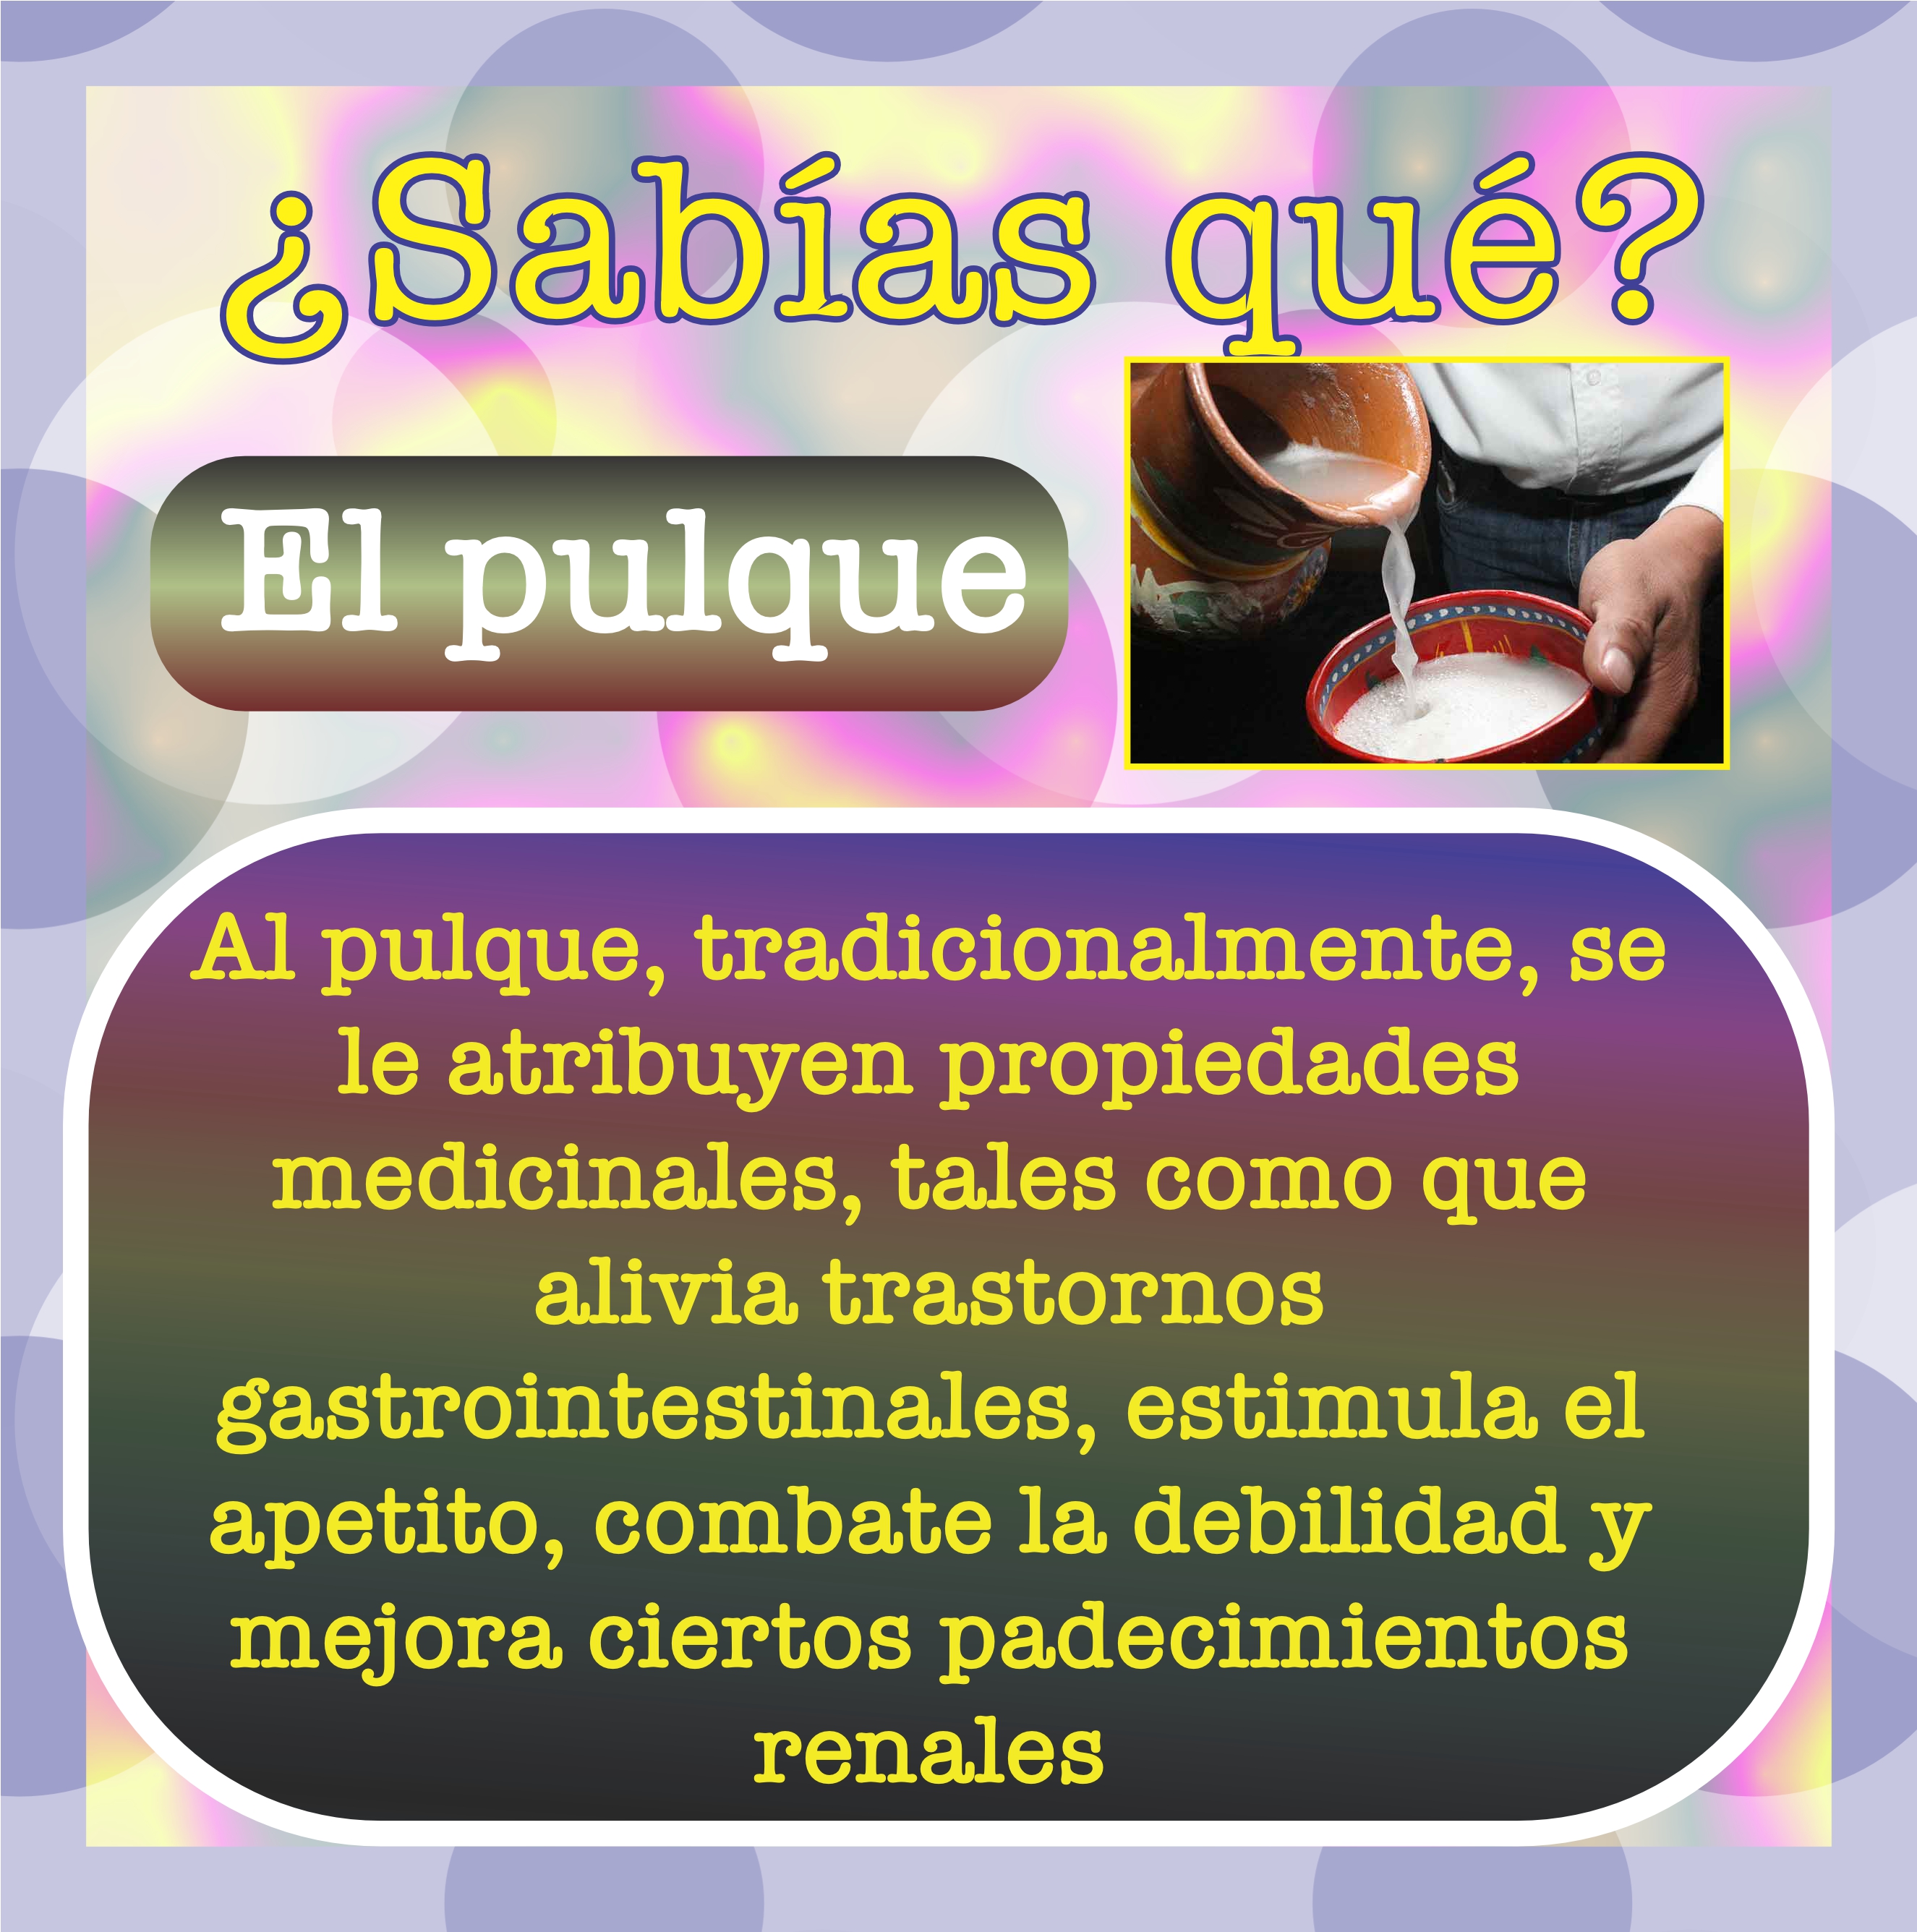 ¿Sabías qué?
El pulque
Al pulque, tradicionalmente, se
le atribuyen propiedades
medicinales, tales como que
alivia trastornos
gastrointestinales, estimula el
apetito, combate la debilidad y
mejora ciertos padecimientos
renales